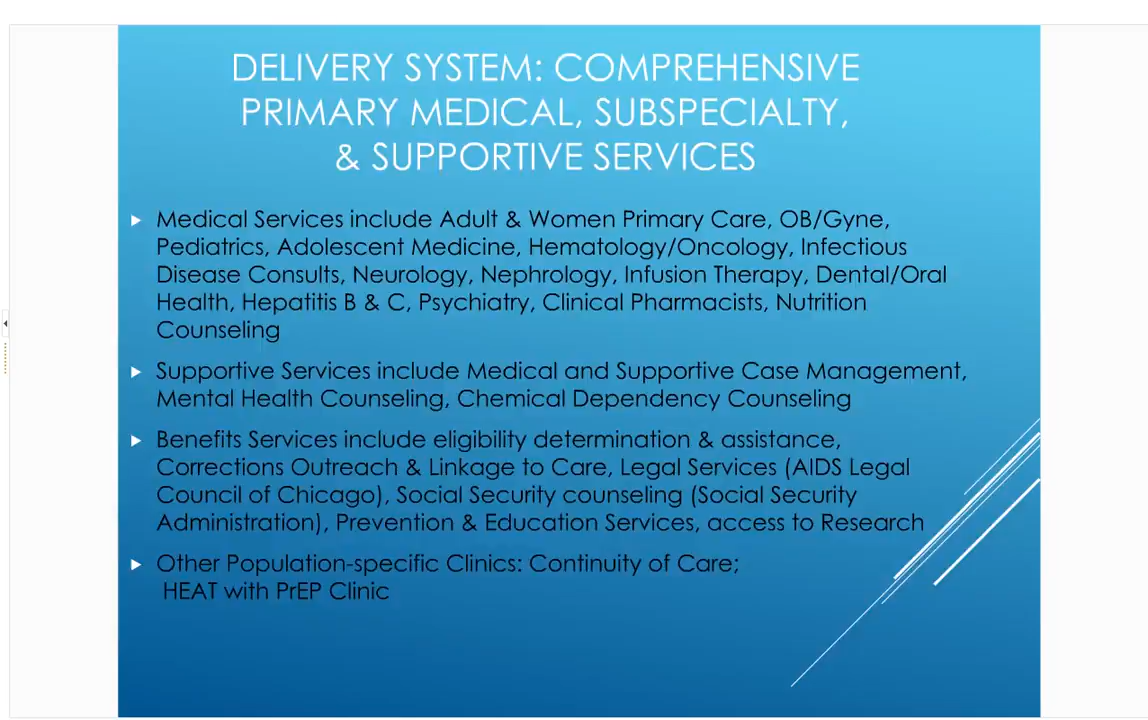 DELIVERY SYSTEM: COMPREHENSIVE
PRIMARY MEDICAL, SUBSPECIALTY,
& SUPPORTIVE SERVICES
Medical Services include Adult & Women Primary Care, OB/Gyne,
Pediatrics, Adolescent Medicine, Hematology/Oncology, Infectious
Disease Consults, Neurology, Nephrology, Infusion Therapy, Dental/Oral
Health, Hepatitis B & C, Psychiatry, Clinical Pharmacists, Nutrition
Counseling
Supportive Services include Medical and Supportive Case Management,
Mental Health Counseling, Chemical Dependency Counseling
Benefits Services include eligibility determination & assistance,
Corrections Outreach & Linkage to Care, Legal Services (AIDS Legal
Council of Chicago), Social Security counseling (Social Security
Administration), Prevention & Education Services, access to Research
Other Population-specific Clinics: Continuity of Care;
HEAT with PrEP Clinic